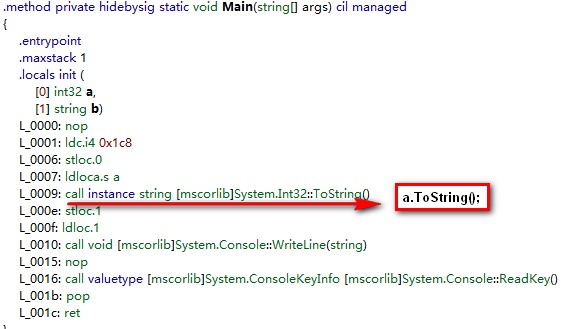 .method private hidebysig static void Main(string[] args) cil managed
{
.entrypoint
.maxstack 1
.locals init (
[0] int32 a,
[1] string b)
L_0000: nop
L_0001: ldc.i4 0x1c8
L_0006: stloc.0
L_0007: ldloca.s a
L_0009: call instance string [mscorlib]System.Int32::ToString()
a.ToString();
L_000e: stloc.1
L_000f: ldloc.1
L_0010: call void [mscorlib]System.Console::WriteLine(string)
L_0015: nop
L_0016: call valuetype [mscorlib]System.ConsoleKeyInfo [mscorlib]System.Console::ReadKey()
L_001b: pop
L_001c: ret
}